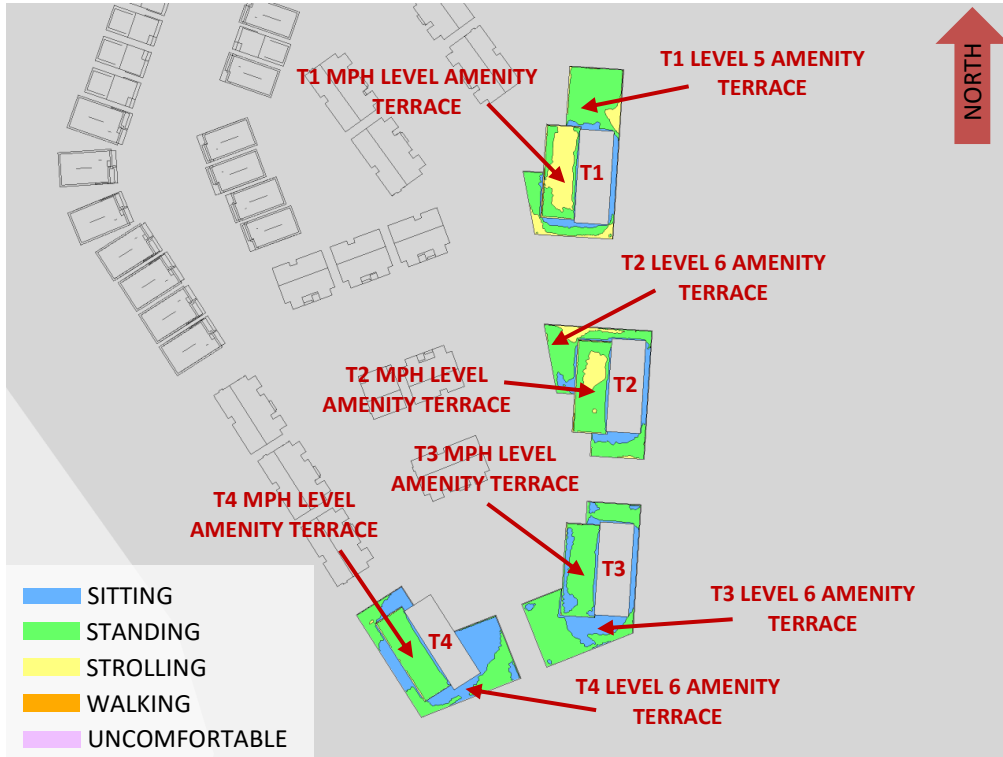 T1 MPH LEVEL AMENITY
TERRACE
T1 LEVEL 5 AMENITY
TERRACE
NORTH
T1
T2 LEVEL 6 AMENITY
TERRACE
T2 MPH LEVEL
AMENITY TERRACE
T2
T3 MPH LEVEL
AMENITY TERRACE
T4 MPH LEVEL
AMENITY TERRACE
T3
T3 LEVEL 6 AMENITY
TERRACE
T4
T4 LEVEL 6 AMENITY
TERRACE
SITTING
STANDING
STROLLING
WALKING
UNCOMFORTABLE